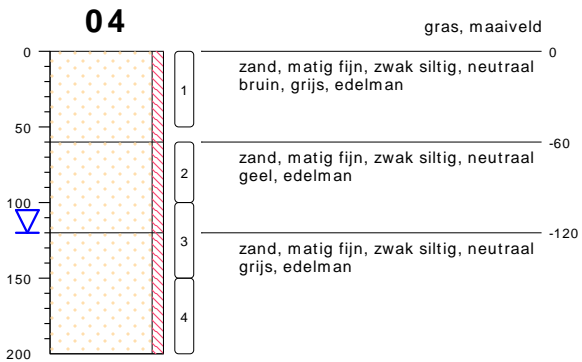 04
gras, maaiveld
0
0
zand, matig fijn, zwak siltig, neutraal
bruin, grijs, edelman
1
50
-60
zand, matig fijn, zwak siltig, neutraal
geel, edelman
2
100
-120
zand, matig fijn, zwak siltig, neutraal
grijs, edelman
3
150
4
200